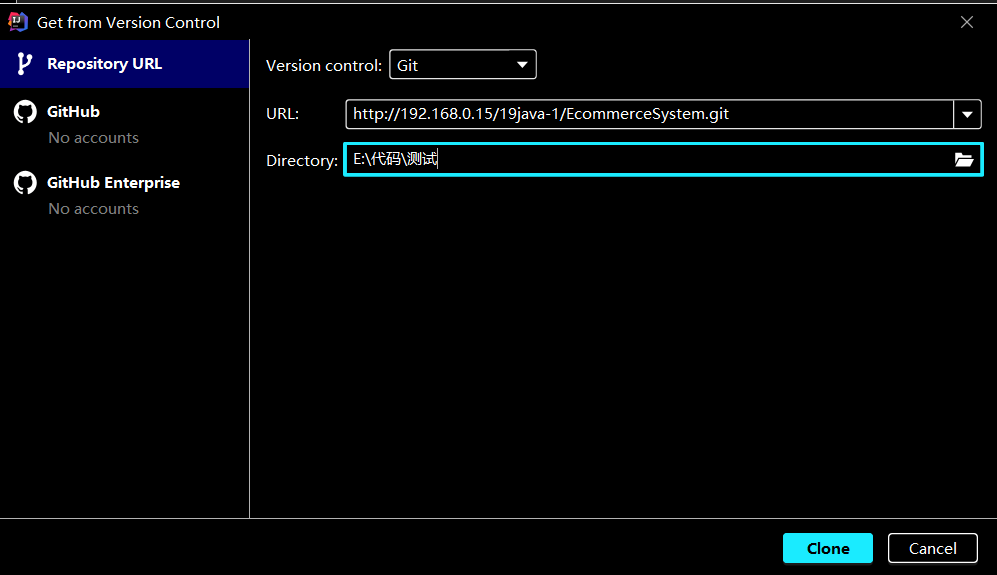 Get from Version Control
Repository URL
GitHub
No accounts
GitHub Enterprise
No accounts
Version control: Git
URL: http://192.168.0.15/19java-1/EcommerceSystem.git
Directory: E:\代码\测试
Clone Cancel